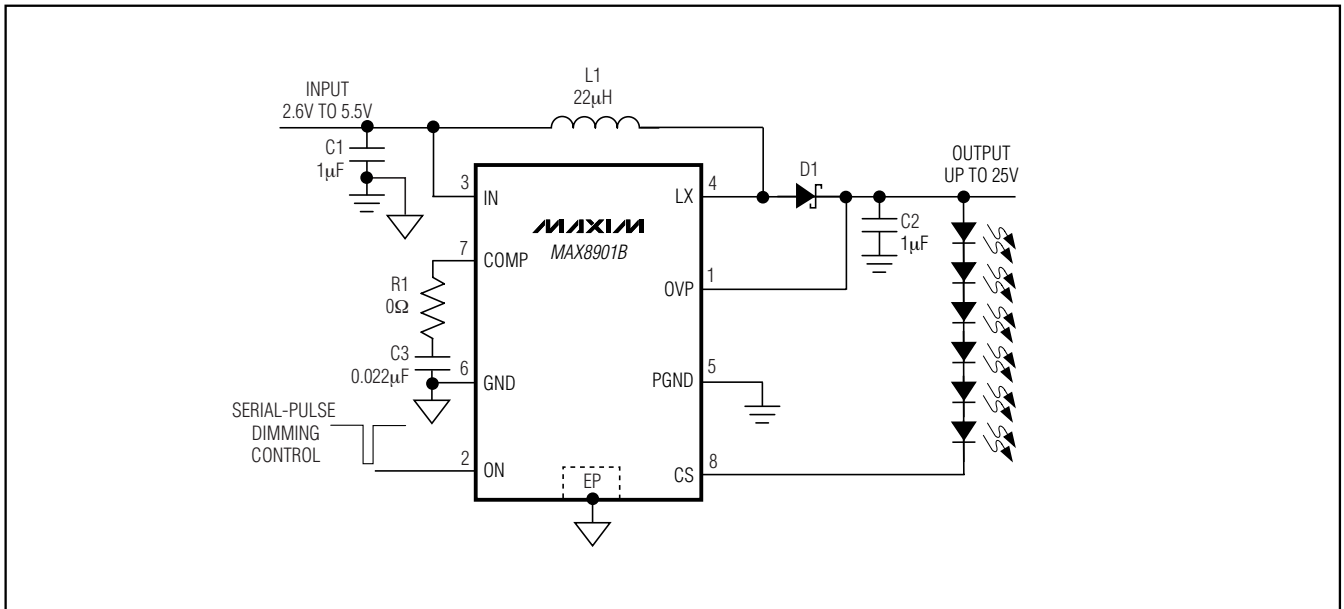 L1
22µH
INPUT
2.6V TO 5.5V
C1
1µF
D1
OUTPUT
UP TO 25V
3
IN
LX
4
C2
1µF
MAXIM
MAX8901B
7
COMP
1
OVP
R1
0Ω
C3
0.022µF
6
GND
5
PGND
SERIAL-PULSE
DIMMING
CONTROL
2
ON
EP
CS
8